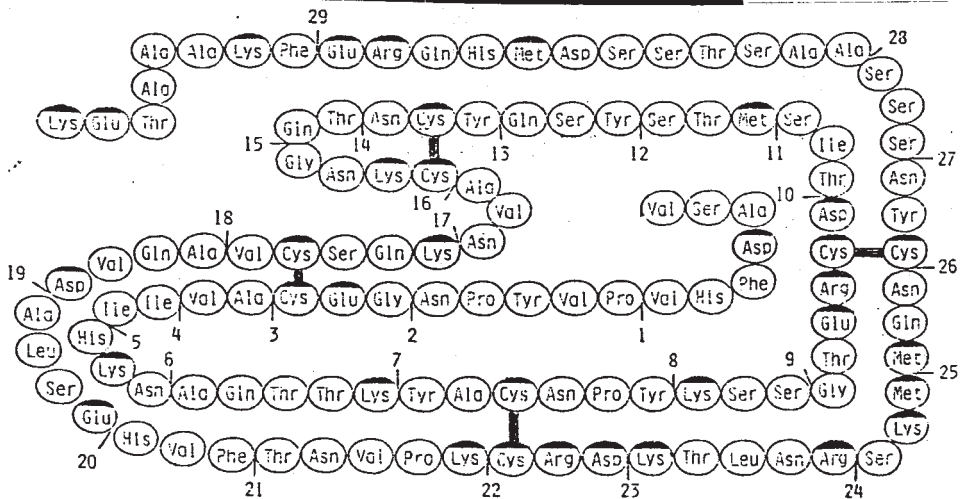 29
Ala Ala Lys Phe Glu Arg Gln His Met Asp Ser Ser Thr Ser Ala Ala 28
Ala Ser
Lys Glu Thr Gln Thr Asn Cys Tyr Gln Ser Tyr Ser Thr Met Ser Ser
15 14 13 12 11 Ile Ser 27
Gly Asn Lys Cys Ala Thr Asn
16 Val Val Ser Ala 10 Asp Tyr
18 17 Asn Asp
Val Gln Ala Val Cys Ser Gln Lys Cys Cys
19 Asp 26
Ala Ile Ile Val Ala Cys Glu Gly Asn Pro Tyr Val Pro Val His Phe Arg Asn
His 5 4 3 2 1 Glu Gln
Leu Lys 6 7 8 9 Thr Met 25
Ser Asn Ala Gln Thr Thr Lys Tyr Ala Cys Asn Pro Tyr Lys Ser Ser Gly Met
Glu Lys
20 His Val Phe Thr Asn Val Pro Lys Cys Arg Asp Lys Thr Leu Asn Arg Ser
21 22 23 24